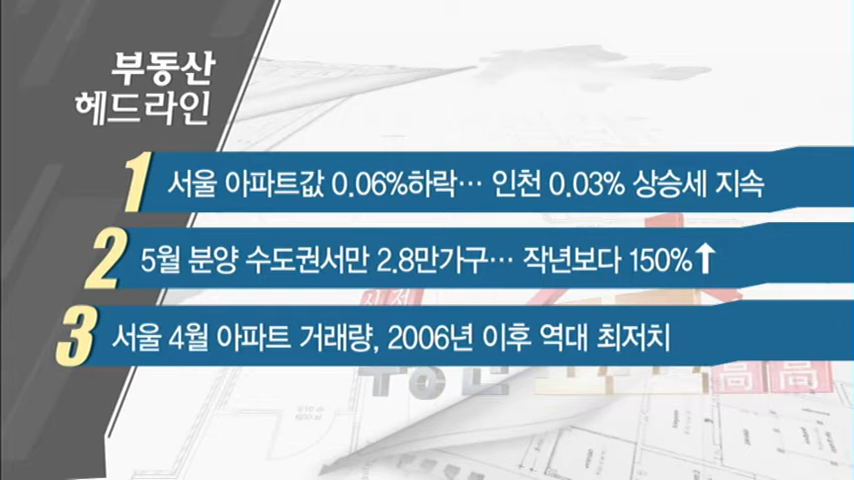 부동산
헤드라인
1 서울 아파트값 0.06%하락… 인천 0.03% 상승세 지속
2 5월 분양 수도권서만 2.8만가구… 작년보다 150%↑
3 서울 4월 아파트 거래량, 2006년 이후 역대 최저치
高 高